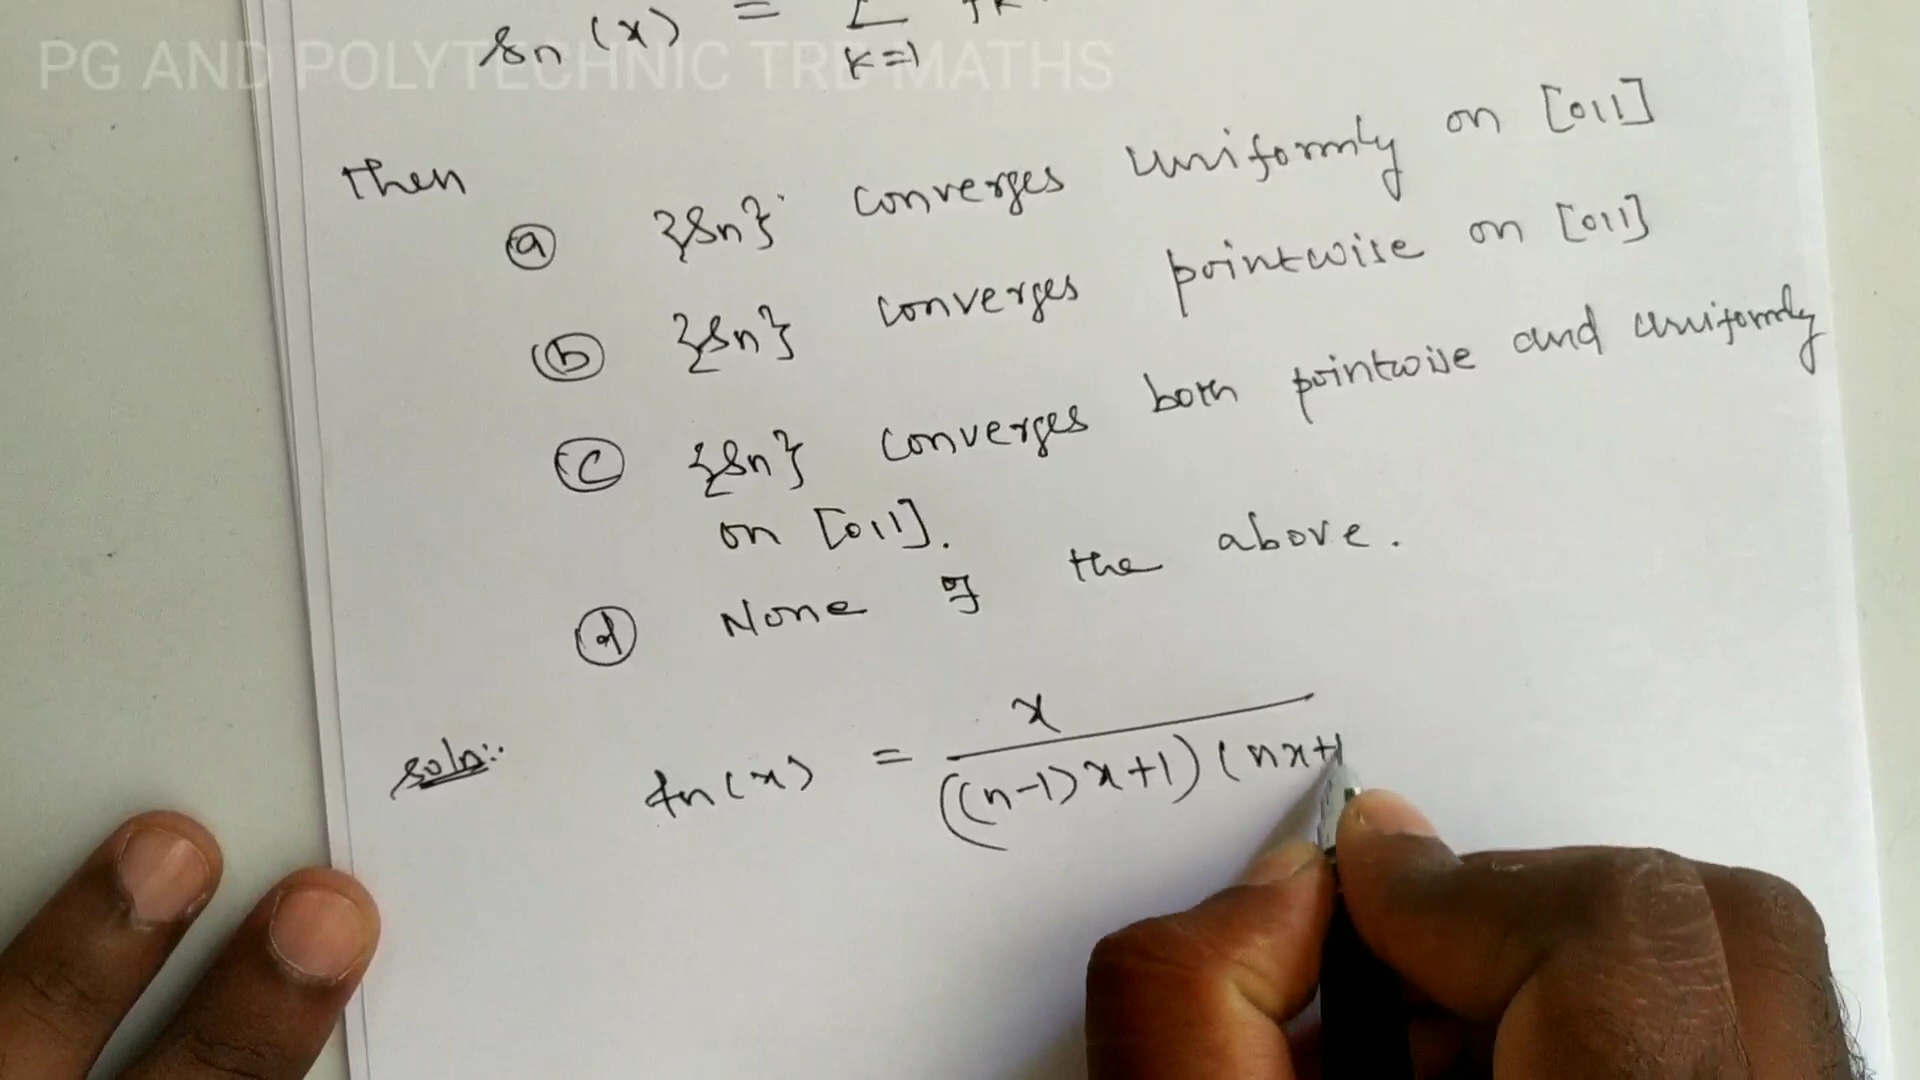 sn(x) = Σ
k=1
PG AND POLYTECHNIC TRB MATHS
Then
(a) {sn} converges uniformly on [0,1]
(b) {sn} converges pointwise on [0,1]
(c) {sn} converges both pointwise and uniformly
on [0,1].
(d) None of the above.
soln:
fn(x) = x / ((n-1)x+1)(nx+1